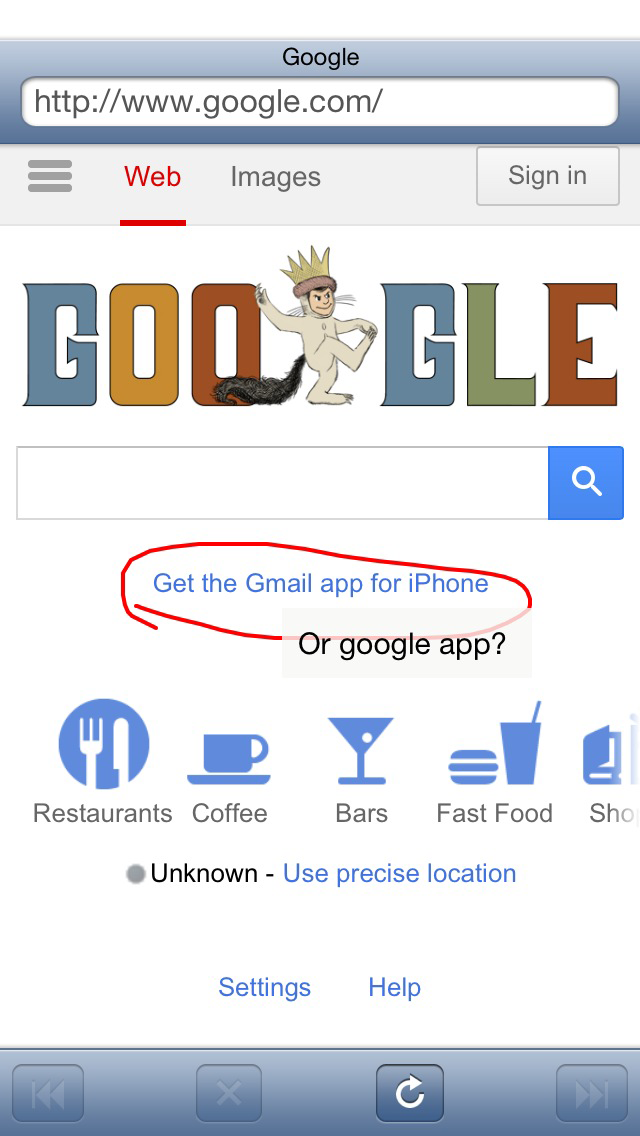 Google
http://www.google.com/
Web Images Sign in
GOOGLE
Get the Gmail app for iPhone
Or google app?
Restaurants Coffee Bars Fast Food Sho
Unknown - Use precise location
Settings Help